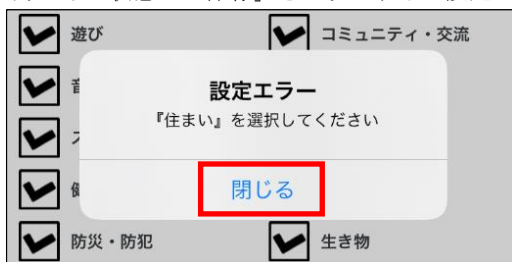 遊び
コミュニティ・交流
設定エラー
『住まい』を選択してください
閉じる
防災・防犯
生き物